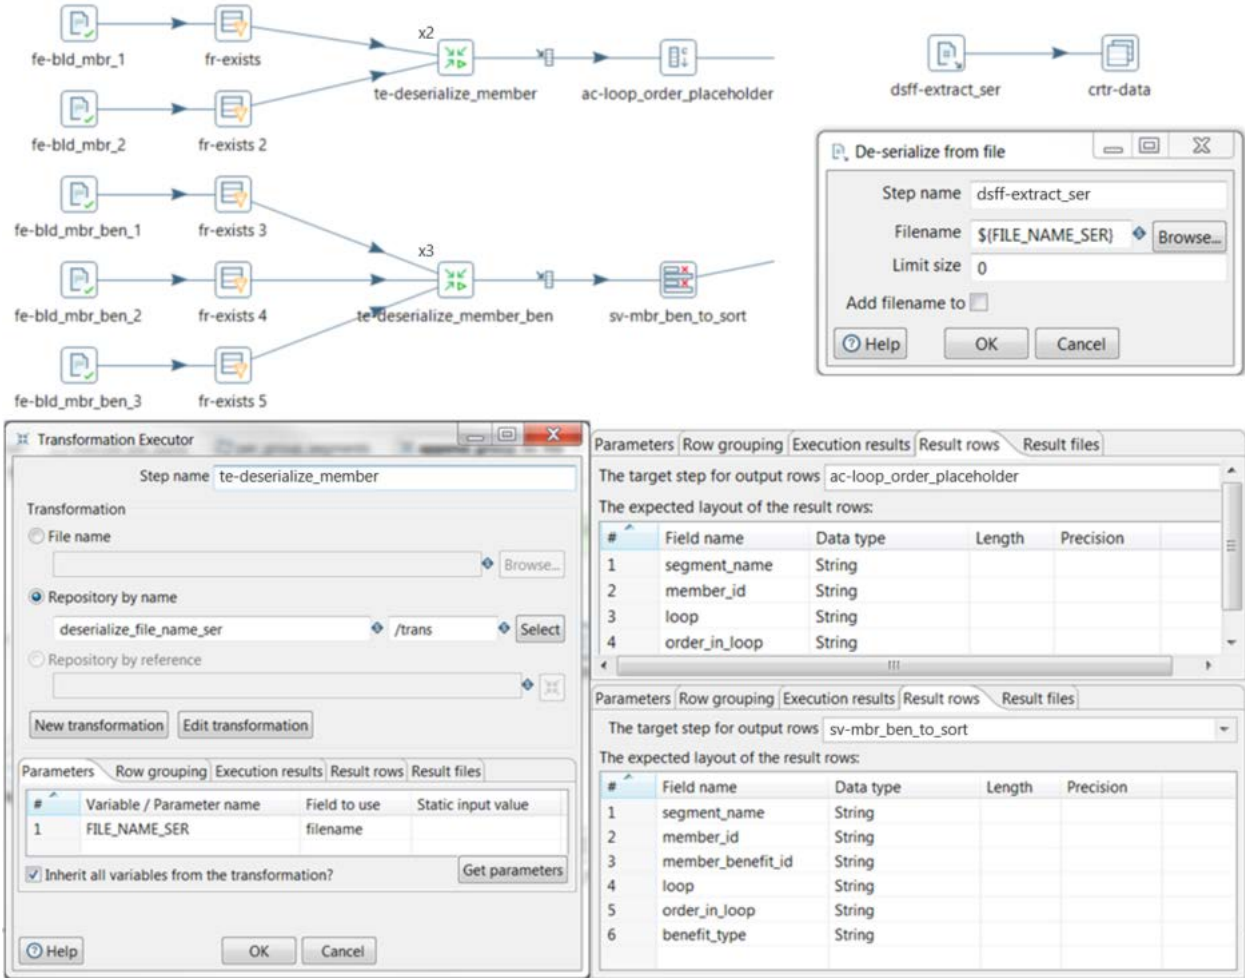 x2
fe-bld_mbr_1 fr-exists te-deserialize_member ac-loop_order_placeholder dsff-extract_ser crtr-data
fe-bld_mbr_2 fr-exists 2
fe-bld_mbr_ben_1 fr-exists 3
x3
fe-bld_mbr_ben_2 fr-exists 4 te-deserialize_member_ben sv-mbr_ben_to_sort
fe-bld_mbr_ben_3 fr-exists 5
De-serialize from file
Step name dsff-extract_ser
Filename ${FILE_NAME_SER} Browse...
Limit size 0
Add filename to
Help OK Cancel
Transformation Executor
Step name te-deserialize_member
Transformation
File name
Browse...
Repository by name
deserialize_file_name_ser /trans Select
Repository by reference
New transformation Edit transformation
Parameters Row grouping Execution results Result rows Result files
# Variable / Parameter name Field to use Static input value
1 FILE_NAME_SER filename
Inherit all variables from the transformation? Get parameters
Help OK Cancel
Parameters Row grouping Execution results Result rows Result files
The target step for output rows ac-loop_order_placeholder
The expected layout of the result rows:
# Field name Data type Length Precision
1 segment_name String
2 member_id String
3 loop String
4 order_in_loop String
Parameters Row grouping Execution results Result rows Result files
The target step for output rows sv-mbr_ben_to_sort
The expected layout of the result rows:
# Field name Data type Length Precision
1 segment_name String
2 member_id String
3 member_benefit_id String
4 loop String
5 order_in_loop String
6 benefit_type String